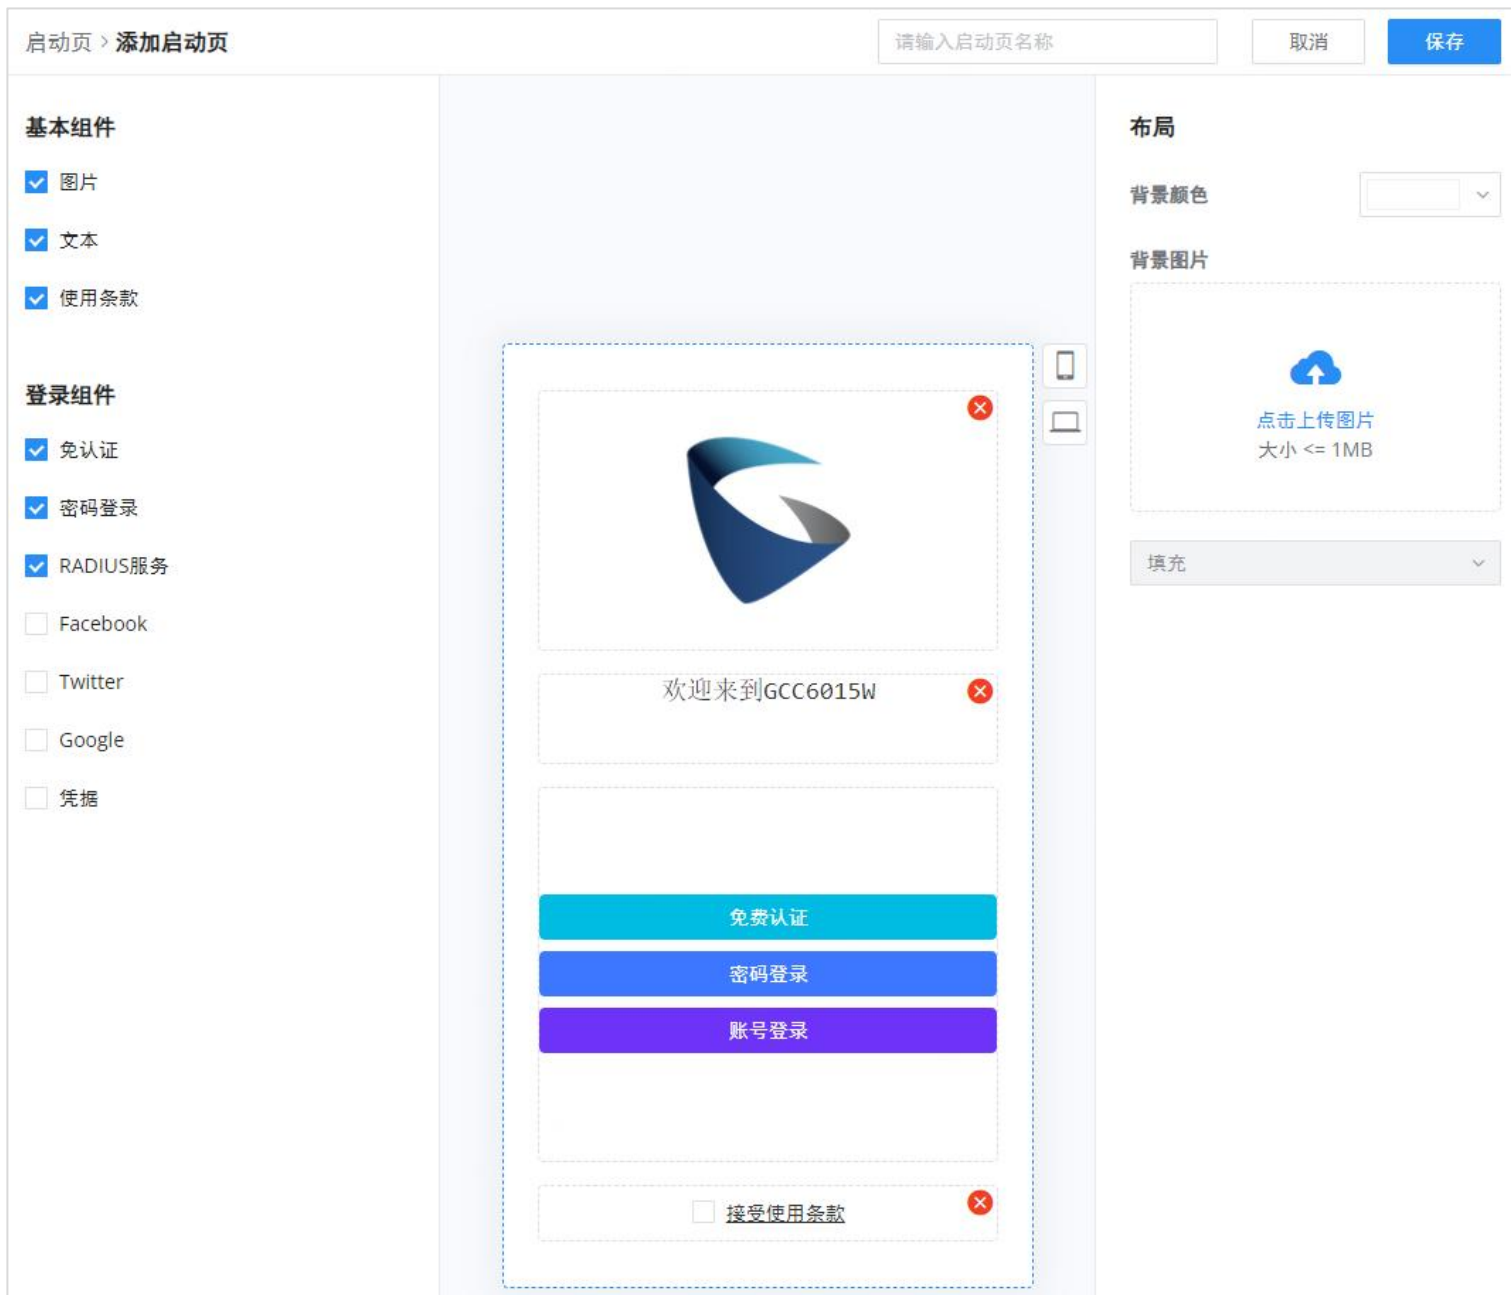 启动页 > 添加启动页
请输入启动页名称
取消
保存
基本组件
图片
文本
使用条款
登录组件
免认证
密码登录
RADIUS服务
Facebook
Twitter
Google
凭据
欢迎来到GCC6015W
免费认证
密码登录
账号登录
接受使用条款
布局
背景颜色
背景图片
点击上传图片
大小 <= 1MB
填充